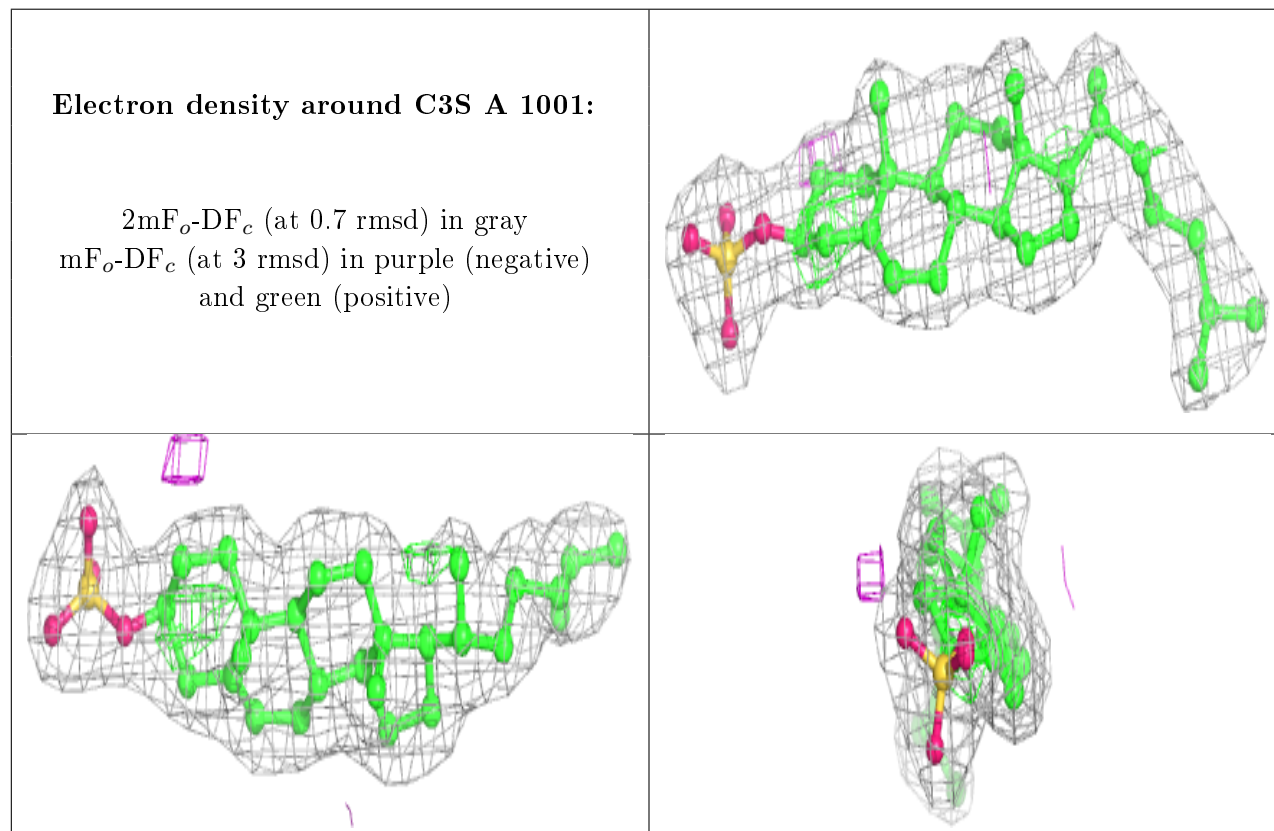 Electron density around C3S A 1001:
2mFₒ-DF𝒸 (at 0.7 rmsd) in gray
mFₒ-DF𝒸 (at 3 rmsd) in purple (negative)
and green (positive)